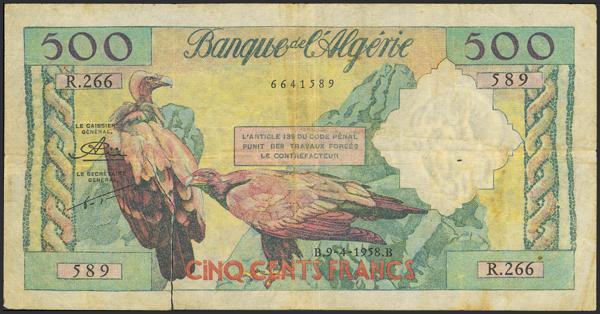 500 Banque de l'Algérie 500
R.266 6641589 589
LE CAISSIER
GÉNÉRAL,
L'ARTICLE 139 DU CODE PÉNAL
PUNIT DES TRAVAUX FORCÉS
LE CONTREFACTEUR
LE SECRÉTAIRE
GÉNÉRAL
B.9-4-1958.B
589 CINQ CENTS FRANCS R.266